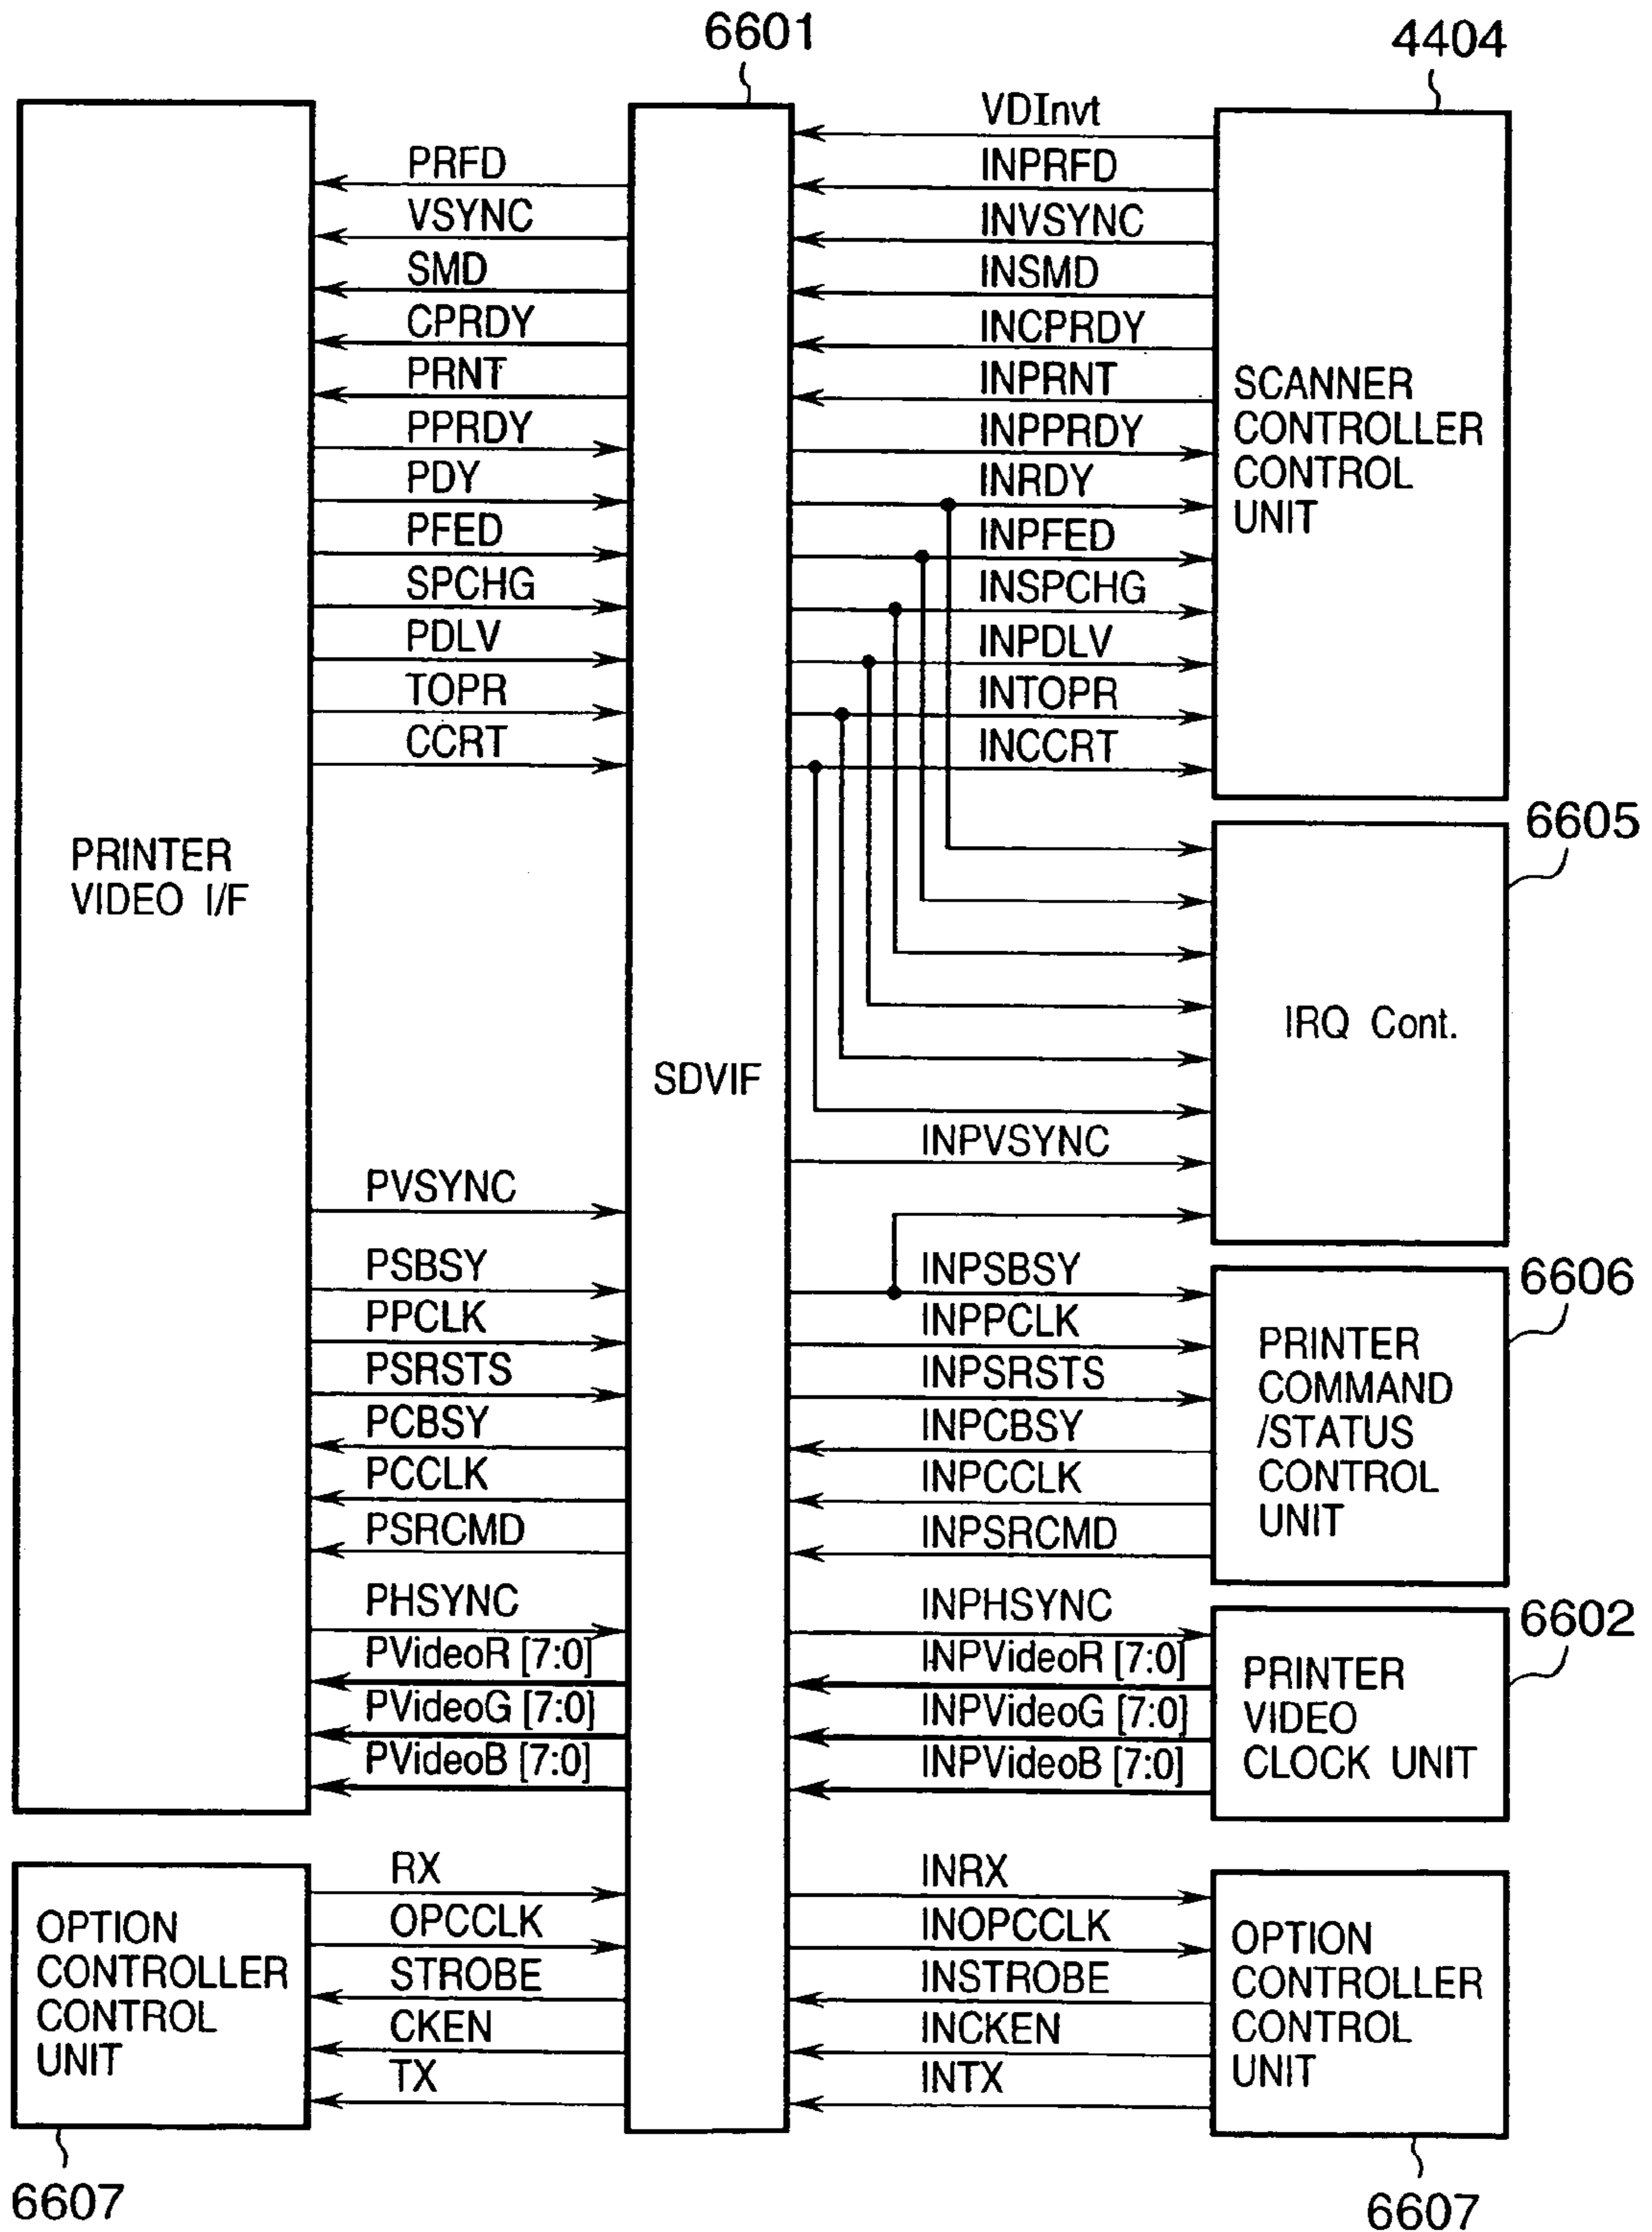 6601
4404
VDInvt
PRFD
INPRFD
VSYNC
INVSYNC
SMD
INSMD
CPRDY
INCPRDY
PRNT
INPRNT
PPRDY
INPPRDY
PDY
INRDY
PFED
INPFED
SPCHG
INSPCHG
PDLV
INPDLV
TOPR
INTOPR
CCRT
INCCRT
SCANNER
CONTROLLER
CONTROL
UNIT
6605
PRINTER
VIDEO I/F
IRQ Cont.
SDVIF
INPVSYNC
PVSYNC
PSBSY
INPSBSY
PPCLK
INPPCLK
PSRSTS
INPSRSTS
PCBSY
INPCBSY
PCCLK
INPCCLK
PSRCMD
INPSRCMD
6606
PRINTER
COMMAND
/STATUS
CONTROL
UNIT
PHSYNC
INPHSYNC
PVideoR [7:0]
INPVideoR [7:0]
PVideoG [7:0]
INPVideoG [7:0]
PVideoB [7:0]
INPVideoB [7:0]
6602
PRINTER
VIDEO
CLOCK UNIT
RX
INRX
OPCCLK
INOPCCLK
STROBE
INSTROBE
CKEN
INCKEN
TX
INTX
OPTION
CONTROLLER
CONTROL
UNIT
OPTION
CONTROLLER
CONTROL
UNIT
6607
6607